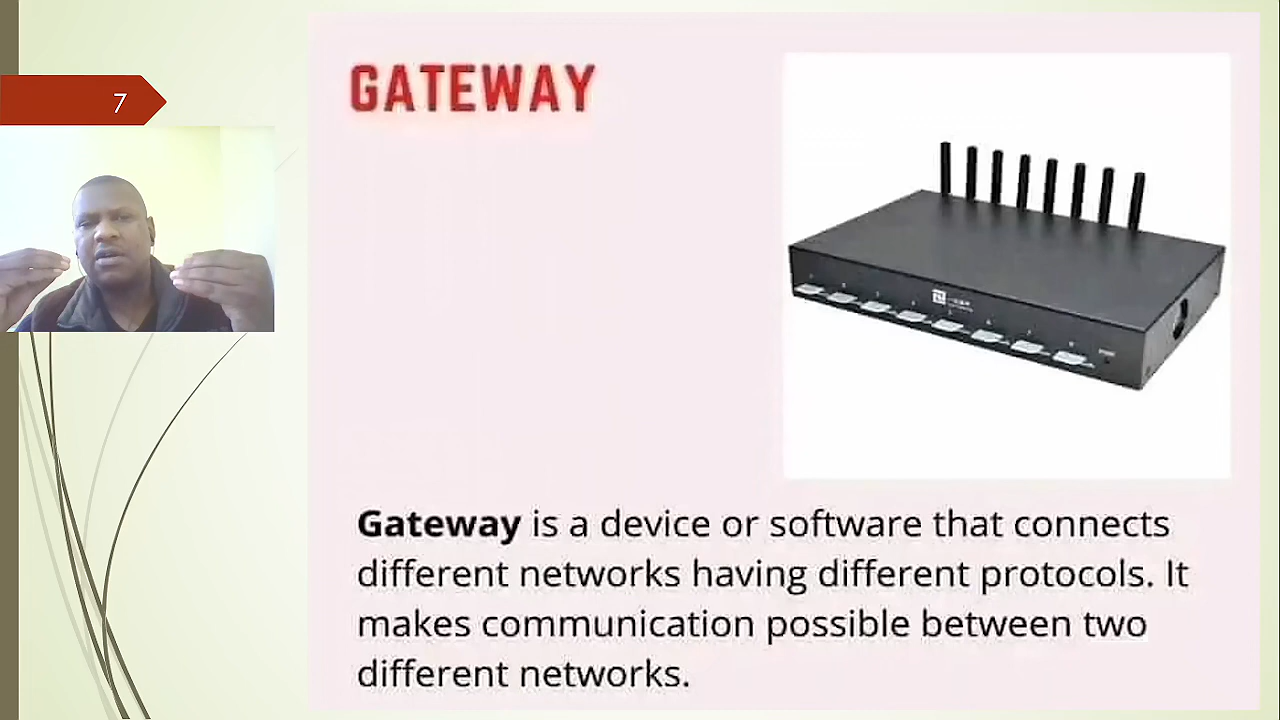 7
GATEWAY
Gateway is a device or software that connects
different networks having different protocols. It
makes communication possible between two
different networks.